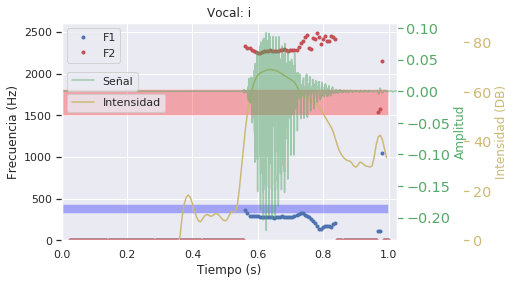 Vocal: i
F1
F2
Señal
Intensidad
Frecuencia (Hz)
2500
2000
1500
1000
500
0
0.0
0.2
0.4
0.6
0.8
1.0
Tiempo (s)
0.10
0.05
0.00
−0.05
−0.10
−0.15
−0.20
Amplitud
80
60
40
20
0
Intensidad (DB)